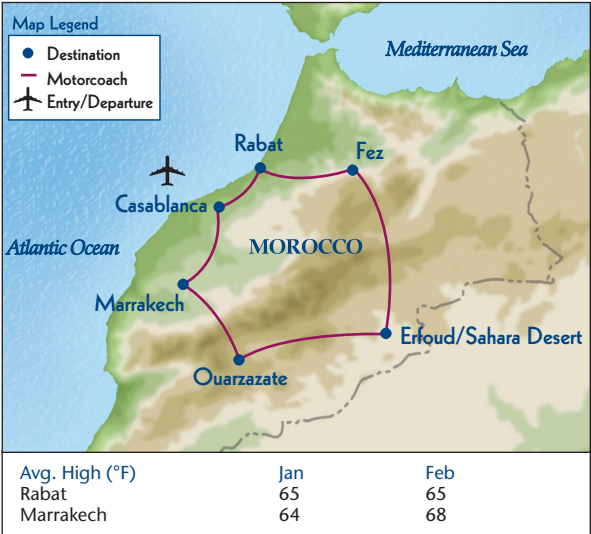 Map Legend
Destination
Motorcoach
Entry/Departure
Mediterranean Sea
Rabat
Fez
Casablanca
Atlantic Ocean
MOROCCO
Marrakech
Erfoud/Sahara Desert
Ouarzazate
Avg. High (°F) Jan Feb
Rabat 65 65
Marrakech 64 68